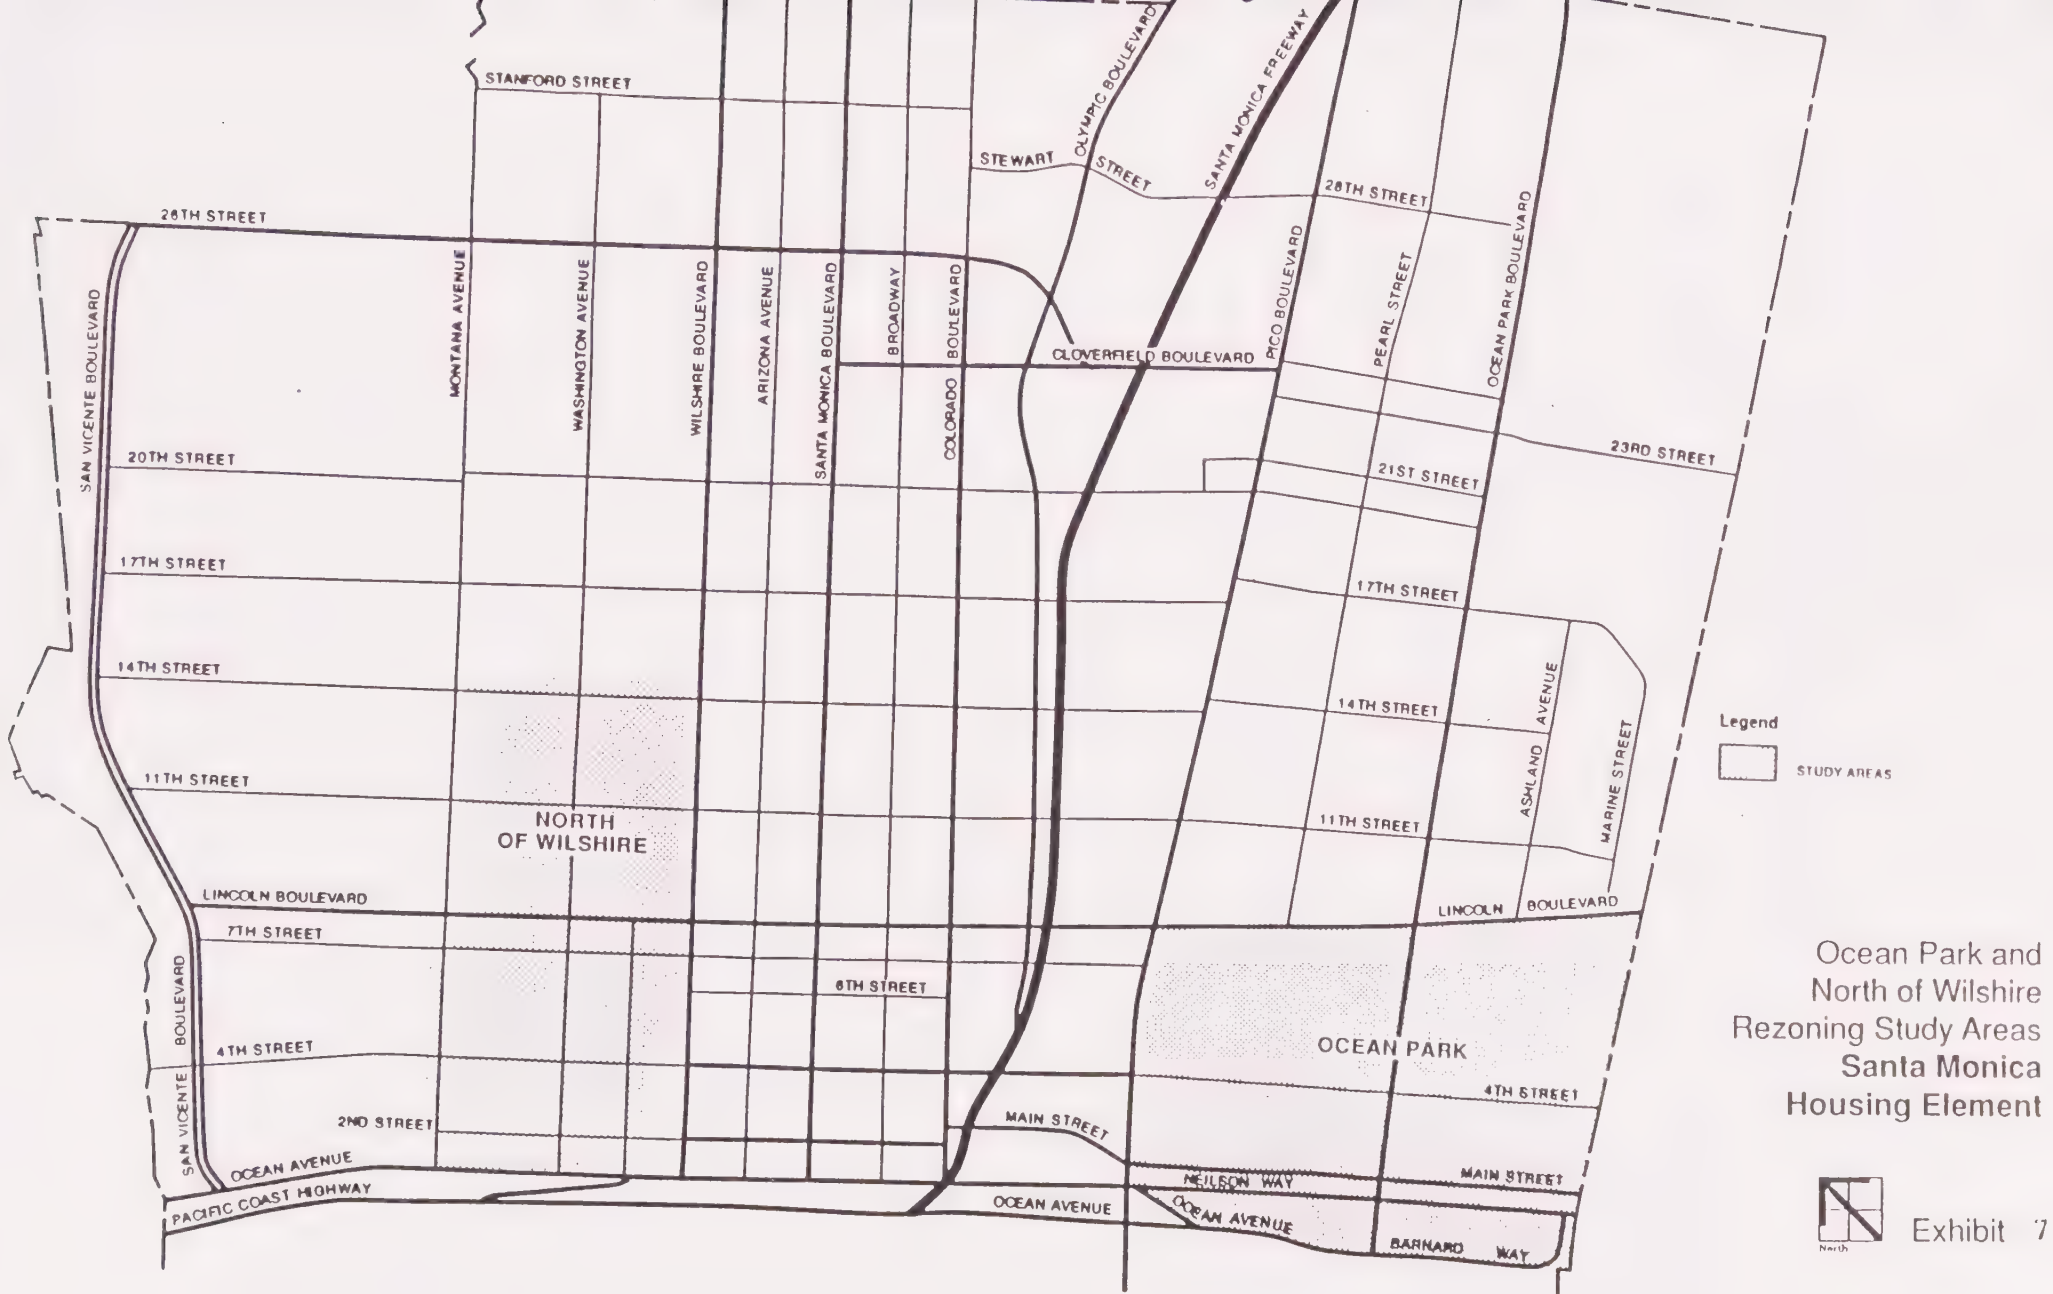 OLYMPIC BOULEVARD
SANTA MONICA FREEWAY
STANFORD STREET
STEWART STREET
28TH STREET
26TH STREET
SAN VICENTE BOULEVARD
MONTANA AVENUE
WASHINGTON AVENUE
WILSHIRE BOULEVARD
ARIZONA AVENUE
SANTA MONICA BOULEVARD
BROADWAY
COLORADO BOULEVARD
PICO BOULEVARD
PEARL STREET
OCEAN PARK BOULEVARD
CLOVERFIELD BOULEVARD
20TH STREET
23RD STREET
21ST STREET
17TH STREET
17TH STREET
14TH STREET
14TH STREET
ASHLAND AVENUE
MARINE STREET
Legend
STUDY AREAS
11TH STREET
11TH STREET
NORTH
OF WILSHIRE
LINCOLN BOULEVARD
LINCOLN BOULEVARD
7TH STREET
6TH STREET
SAN VICENTE BOULEVARD
4TH STREET
OCEAN PARK
4TH STREET
2ND STREET
MAIN STREET
OCEAN AVENUE
PACIFIC COAST HIGHWAY
MAIN STREET
NEILSON WAY
OCEAN AVENUE
OCEAN AVENUE
BARNARD WAY
Ocean Park and
North of Wilshire
Rezoning Study Areas
Santa Monica
Housing Element
North
Exhibit 7